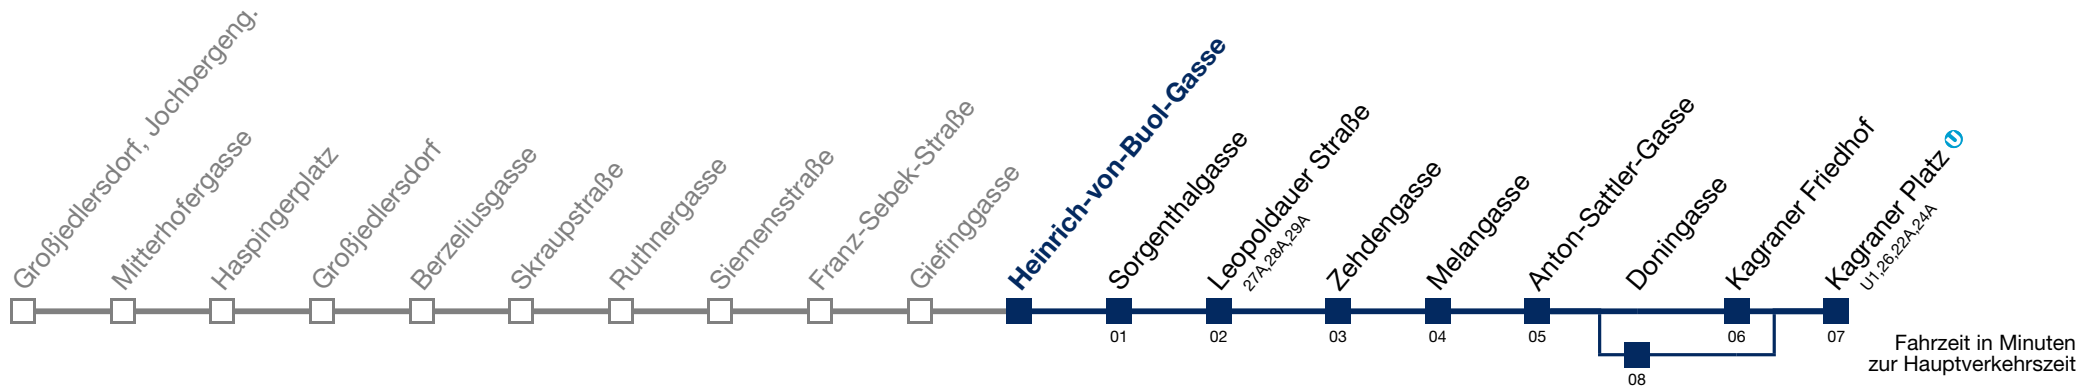 Großjedlersdorf, Jochbergeng.
Mitterhofergasse
Haspingerplatz
Großjedlersdorf
Berzeliusgasse
Skraupstraße
Ruthnergasse
Siemensstraße
Franz-Sebek-Straße
Giefinggasse
Heinrich-von-Buol-Gasse
Sorgenthalgasse
Leopoldauer Straße
27A,28A,29A
Zehdengasse
Melangasse
Anton-Sattler-Gasse
Doningasse
Kagraner Friedhof
Kagraner Platz U
U1,26,22A,24A
01
02
03
04
05
06
07
08
Fahrzeit in Minuten
zur Hauptverkehrszeit